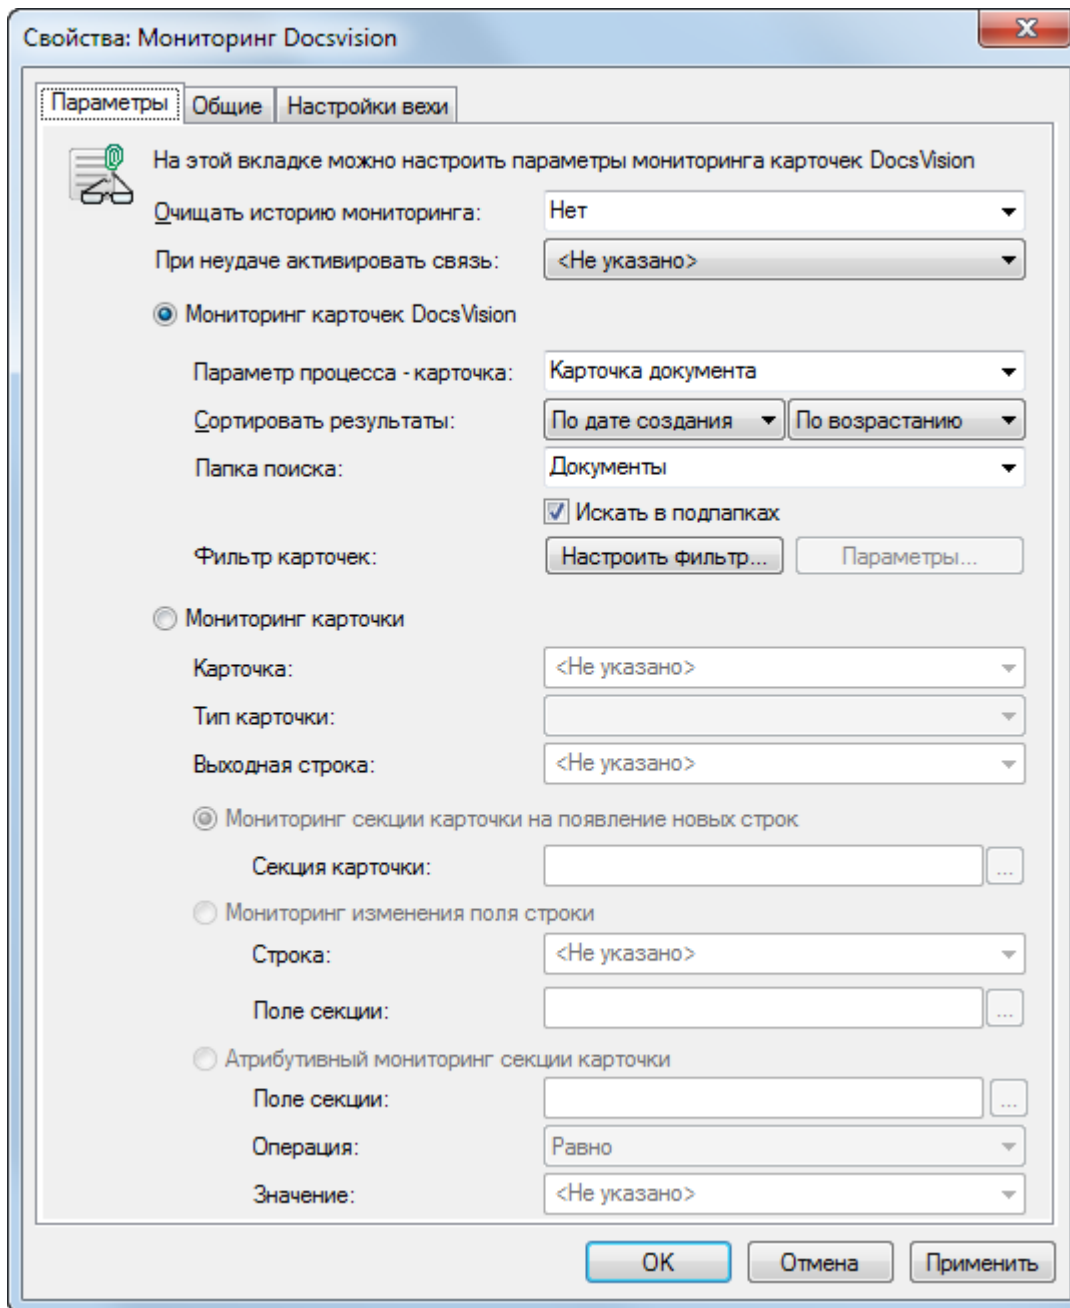 Свойства: Мониторинг Docsvision
Параметры Общие Настройки вехи
На этой вкладке можно настроить параметры мониторинга карточек DocsVision
Очищать историю мониторинга: Нет
При неудаче активировать связь: <Не указано>
Мониторинг карточек DocsVision
Параметр процесса - карточка: Карточка документа
Сортировать результаты: По дате создания По возрастанию
Папка поиска: Документы
Искать в подпапках
Фильтр карточек: Настроить фильтр... Параметры...
Мониторинг карточки
Карточка: <Не указано>
Тип карточки:
Выходная строка: <Не указано>
Мониторинг секции карточки на появление новых строк
Секция карточки: ...
Мониторинг изменения поля строки
Строка: <Не указано>
Поле секции: ...
Атрибутивный мониторинг секции карточки
Поле секции: ...
Операция: Равно
Значение: <Не указано>
OK Отмена Применить